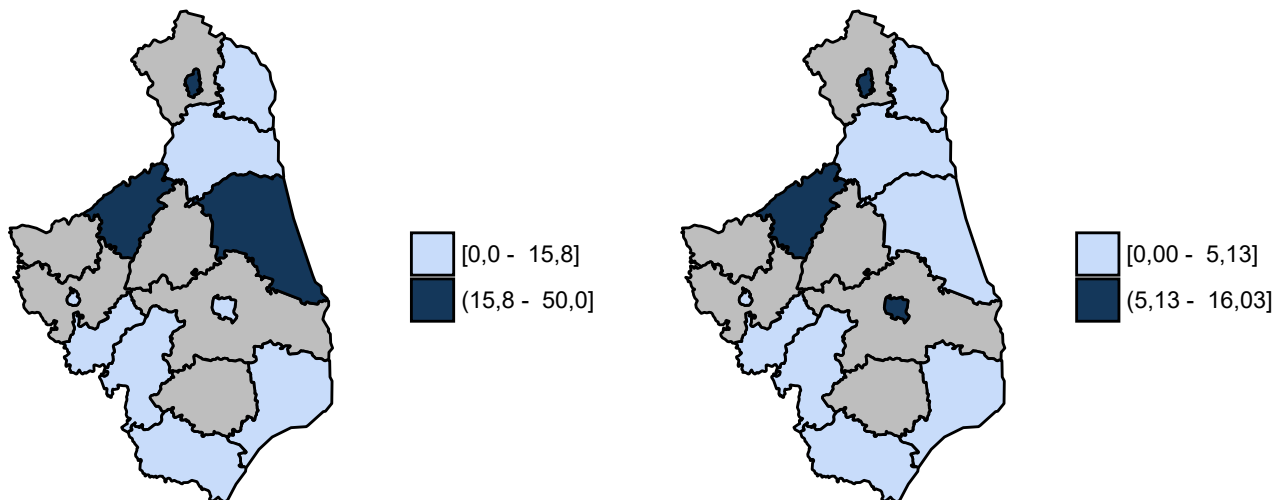 [0,0 -  15,8]
(15,8 -  50,0]
[0,00 -  5,13]
(5,13 -  16,03]